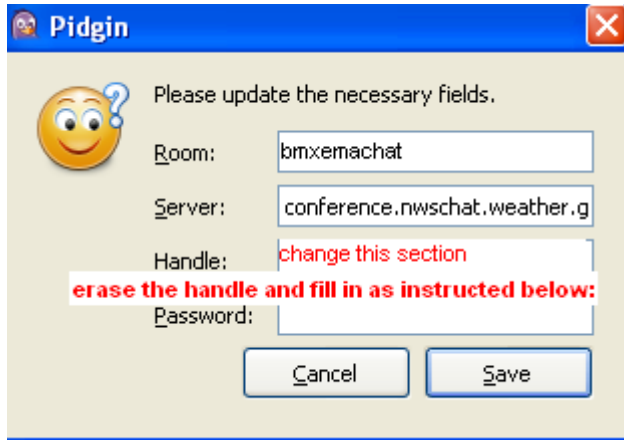 Pidgin
Please update the necessary fields.
Room: bmxemachat
Server: conference.nwschat.weather.g
Handle: change this section
erase the handle and fill in as instructed below:
Password:
Cancel Save